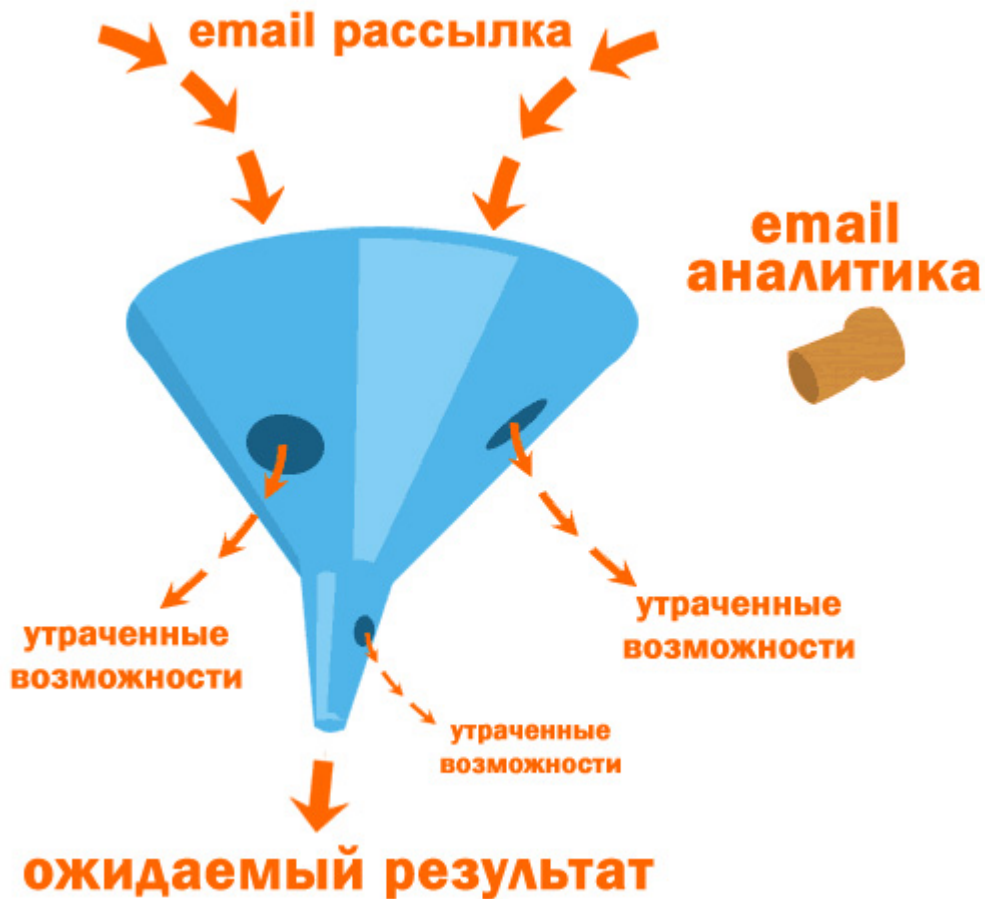 email рассылка
email
аналитика
утраченные
возможности
утраченные
возможности
утраченные
возможности
ожидаемый результат